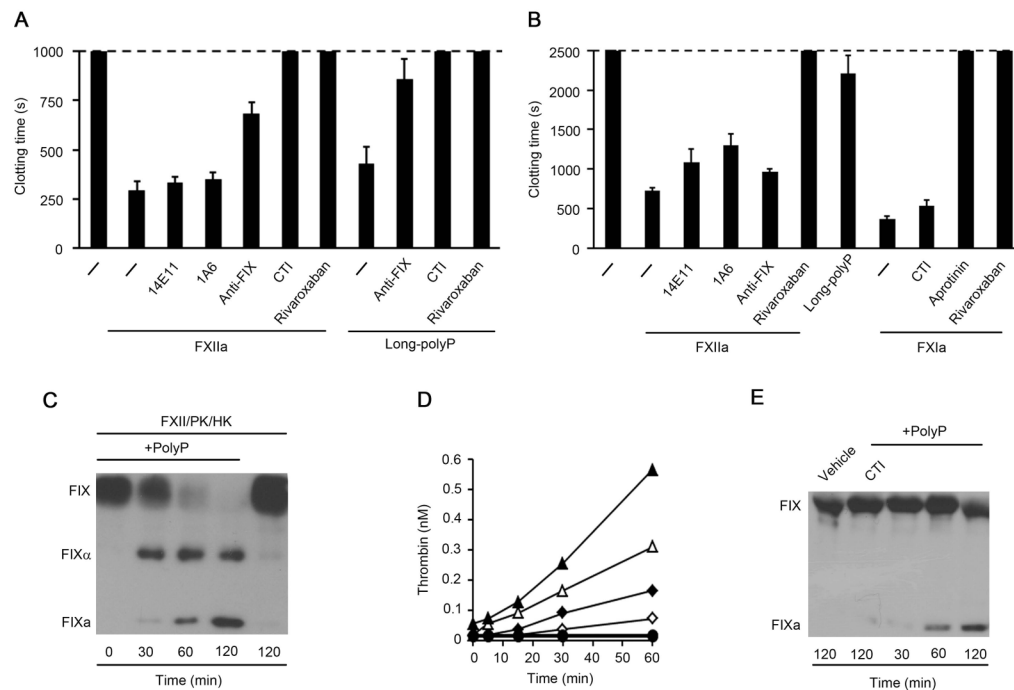 A
Clotting time (s)
1000
750
500
250
0
–
–
14E11
1A6
Anti-FIX
CTI
Rivaroxaban
–
Anti-FIX
CTI
Rivaroxaban
FXIIa
Long-polyP
B
Clotting time (s)
2500
2000
1500
1000
500
0
–
–
14E11
1A6
Anti-FIX
Rivaroxaban
Long-polyP
–
CTI
Aprotinin
Rivaroxaban
FXIIa
FXIa
C
FXII/PK/HK
+PolyP
FIX
FIXα
FIXa
0 30 60 120 120
Time (min)
D
Thrombin (nM)
0.6
0.5
0.4
0.3
0.2
0.1
0
0 10 20 30 40 50 60
Time (min)
E
+PolyP
Vehicle
CTI
FIX
FIXa
120 120 30 60 120
Time (min)